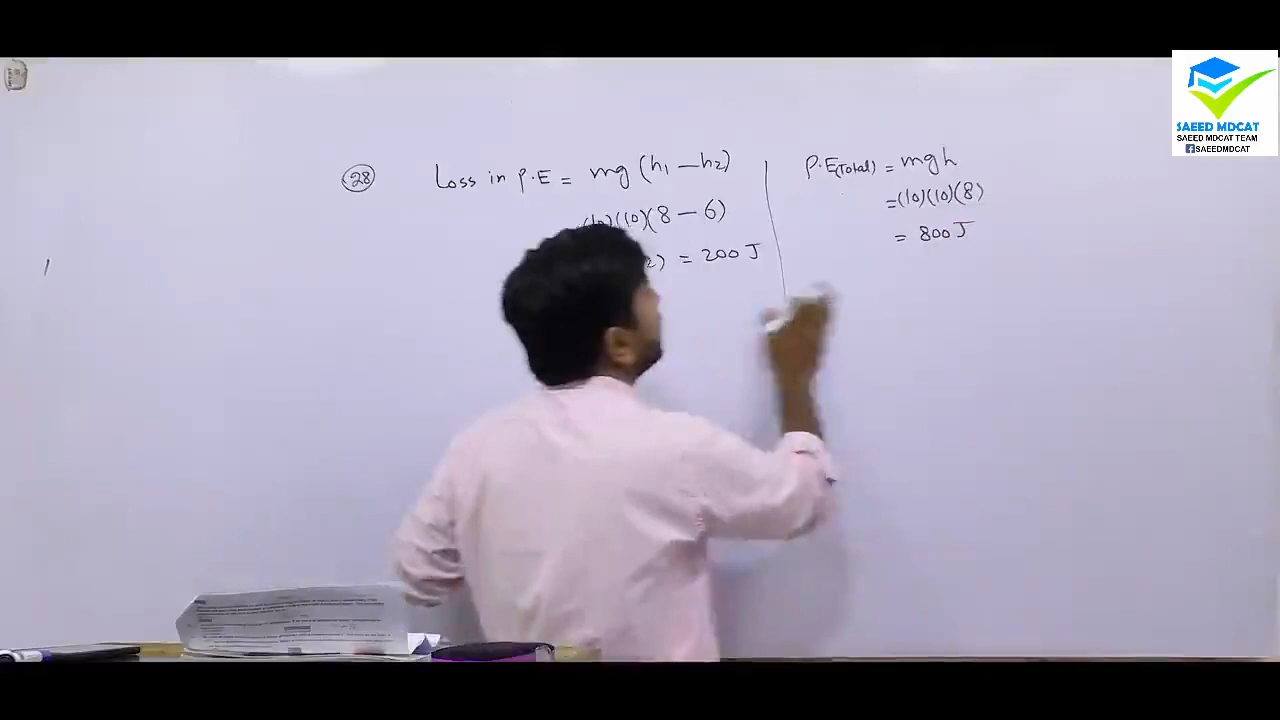 (28) Loss in P.E = mg (h₁ — h₂)
(10)(10)(8 — 6)
2) = 200 J
P.E(Total) = mgh
= (10)(10)(8)
= 800 J
SAEED MDCAT
SAEED MDCAT TEAM
SAEEDMDCAT